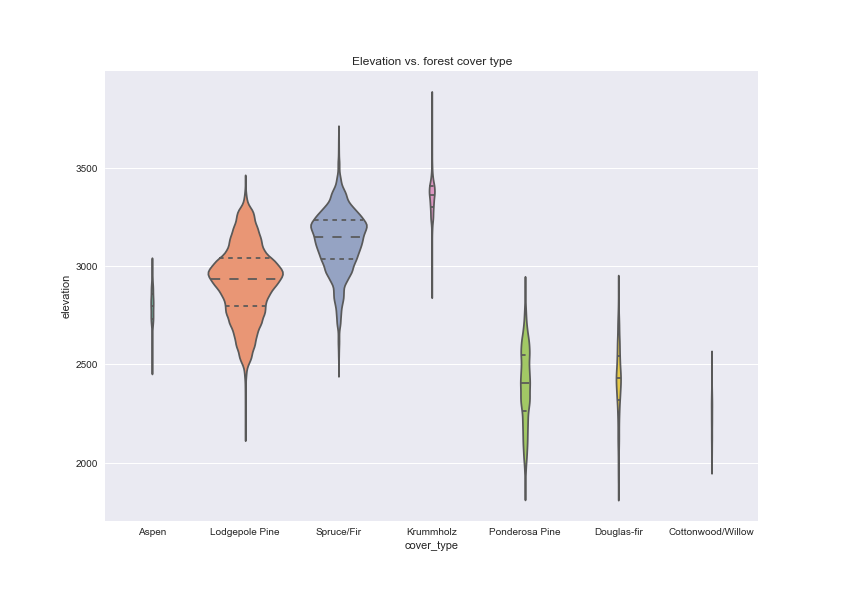 Elevation vs. forest cover type
3500
3000
2500
2000
elevation
Aspen Lodgepole Pine Spruce/Fir Krummholz Ponderosa Pine Douglas-fir Cottonwood/Willow
cover_type